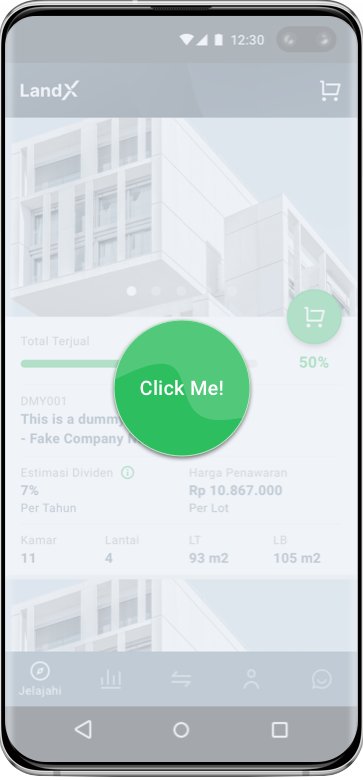 12:30
LandX
Total Terjual
50%
Click Me!
DMY001
This is a dummy
- Fake Company N
Estimasi Dividen
Harga Penawaran
7%
Rp 10.867.000
Per Tahun
Per Lot
Kamar
Lantai
LT
LB
11
4
93 m2
105 m2
Jelajahi